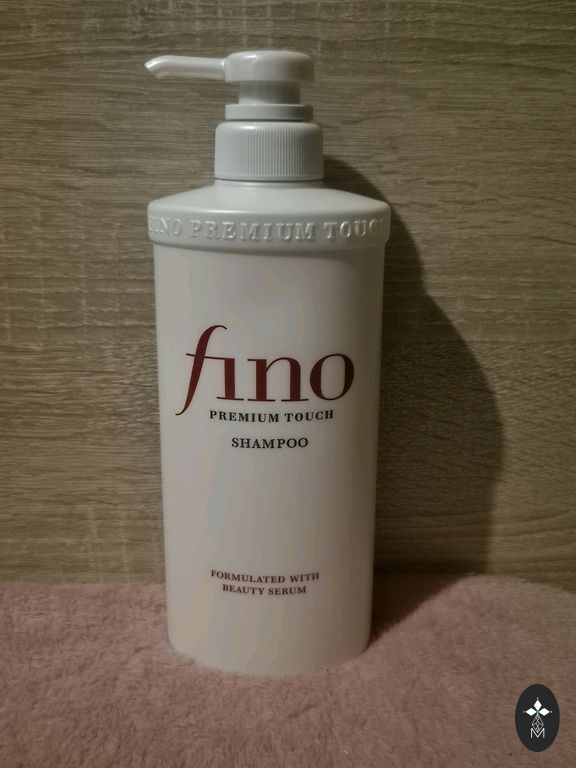 FINO PREMIUM TOUCH
fino
PREMIUM TOUCH
SHAMPOO
FORMULATED WITH
BEAUTY SERUM
M